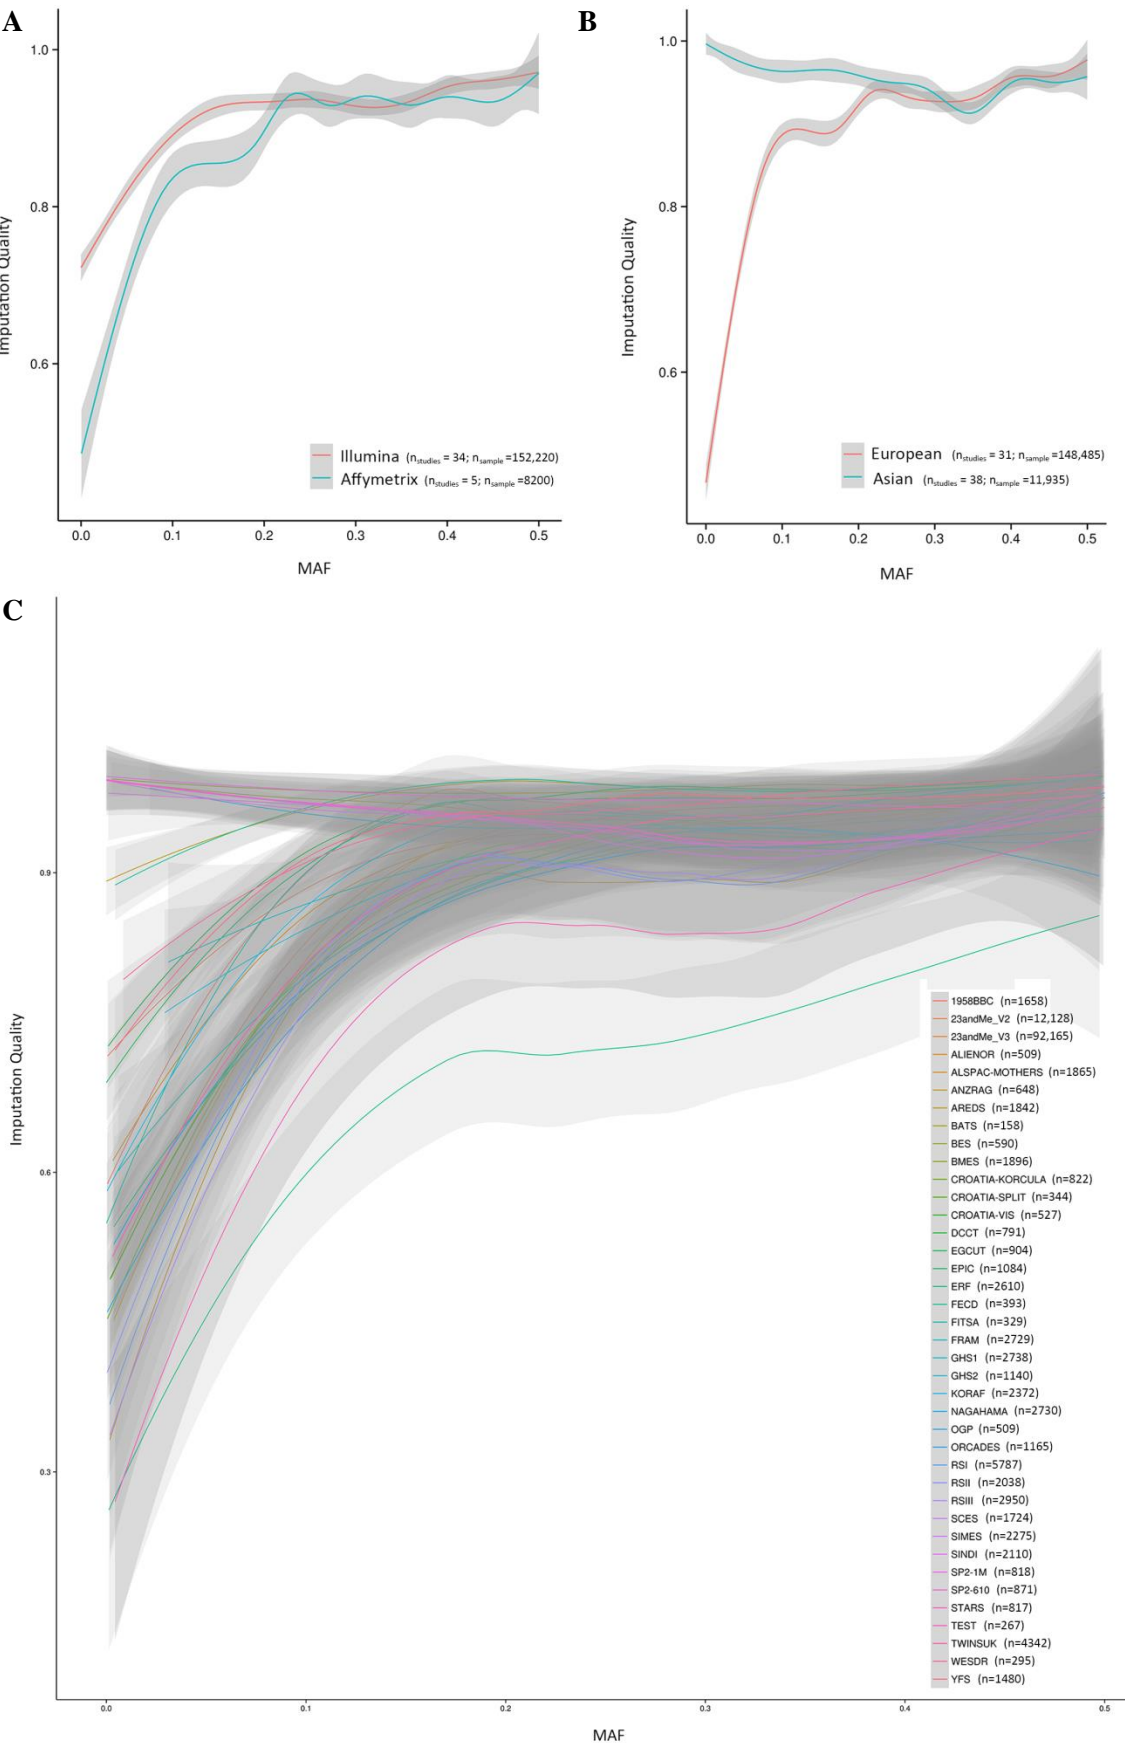 A
1.0
0.8
0.6
Imputation Quality
Illumina (nstudies = 34; nsample =152,220)
Affymetrix (nstudies = 5; nsample =8200)
0.0 0.1 0.2 0.3 0.4 0.5
MAF
B
1.0
0.8
0.6
Imputation Quality
European (nstudies = 31; nsample =148,485)
Asian (nstudies = 38; nsample =11,935)
0.0 0.1 0.2 0.3 0.4 0.5
MAF
C
0.9
0.6
0.3
Imputation Quality
1958BBC (n=1658)
23andMe_V2 (n=12,128)
23andMe_V3 (n=92,165)
ALIENOR (n=509)
ALSPAC-MOTHERS (n=1865)
ANZRAG (n=648)
AREDS (n=1842)
BATS (n=158)
BES (n=590)
BMES (n=1896)
CROATIA-KORCULA (n=822)
CROATIA-SPLIT (n=344)
CROATIA-VIS (n=527)
DCCT (n=791)
EGCUT (n=904)
EPIC (n=1084)
ERF (n=2610)
FECD (n=393)
FITSA (n=329)
FRAM (n=2729)
GHS1 (n=2738)
GHS2 (n=1140)
KORAF (n=2372)
NAGAHAMA (n=2730)
OGP (n=509)
ORCADES (n=1165)
RSI (n=5787)
RSII (n=2038)
RSIII (n=2950)
SCES (n=1724)
SIMES (n=2275)
SINDI (n=2110)
SP2-1M (n=818)
SP2-610 (n=871)
STARS (n=817)
TEST (n=267)
TWINSUK (n=4342)
WESDR (n=295)
YFS (n=1480)
0.0 0.1 0.2 0.3 0.4 0.5
MAF